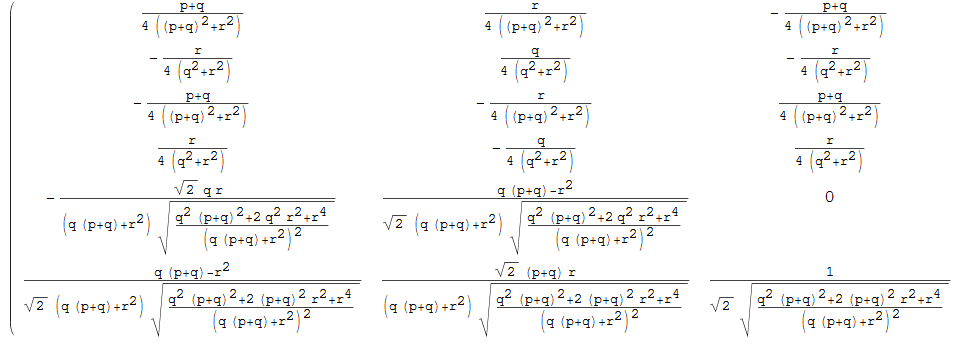 (p+q)/(4 ((p+q)^2+r^2))   r/(4 ((p+q)^2+r^2))   -(p+q)/(4 ((p+q)^2+r^2))
-r/(4 (q^2+r^2))   q/(4 (q^2+r^2))   -r/(4 (q^2+r^2))
-(p+q)/(4 ((p+q)^2+r^2))   -r/(4 ((p+q)^2+r^2))   (p+q)/(4 ((p+q)^2+r^2))
r/(4 (q^2+r^2))   -q/(4 (q^2+r^2))   r/(4 (q^2+r^2))
-(√2 q r)/((q (p+q)+r^2) √((q^2 (p+q)^2+2 q^2 r^2+r^4)/(q (p+q)+r^2)^2))   (q (p+q)-r^2)/(√2 (q (p+q)+r^2) √((q^2 (p+q)^2+2 q^2 r^2+r^4)/(q (p+q)+r^2)^2))   0
(q (p+q)-r^2)/(√2 (q (p+q)+r^2) √((q^2 (p+q)^2+2 (p+q)^2 r^2+r^4)/(q (p+q)+r^2)^2))   (√2 (p+q) r)/((q (p+q)+r^2) √((q^2 (p+q)^2+2 (p+q)^2 r^2+r^4)/(q (p+q)+r^2)^2))   1/(√2 √((q^2 (p+q)^2+2 (p+q)^2 r^2+r^4)/(q (p+q)+r^2)^2))